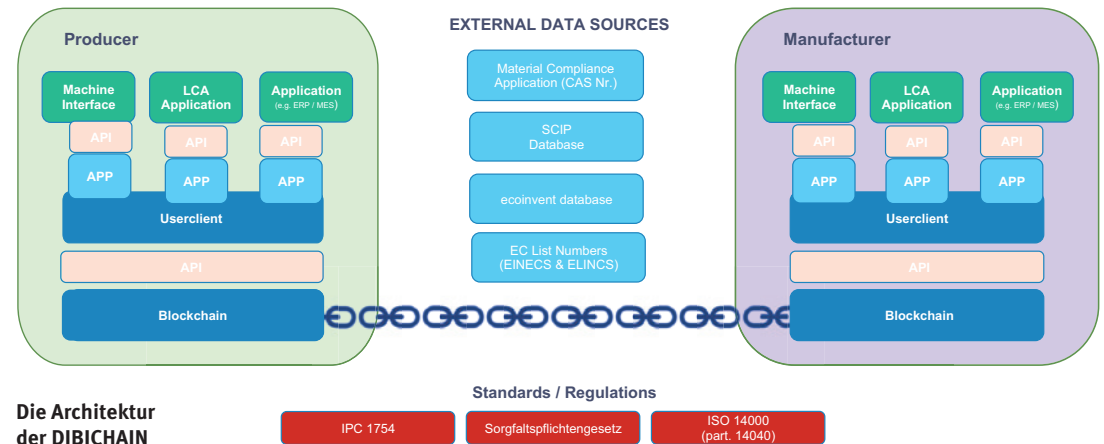 EXTERNAL DATA SOURCES
Producer
Machine
Interface
LCA
Application
Application
(e.g. ERP / MES)
API
API
API
APP
APP
APP
Userclient
API
Blockchain
Material Compliance
Application (CAS Nr.)
SCIP
Database
ecoinvent database
EC List Numbers
(EINECS & ELINCS)
Manufacturer
Machine
Interface
LCA
Application
Application
(e.g. ERP / MES)
API
API
API
APP
APP
APP
Userclient
API
Blockchain
Standards / Regulations
IPC 1754
Sorgfaltspflichtengesetz
ISO 14000
(part. 14040)
Die Architektur
der DIBICHAIN